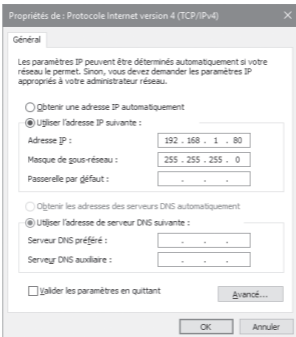 Propriétés de : Protocole Internet version 4 (TCP/IPv4)
Général
Les paramètres IP peuvent être déterminés automatiquement si votre
réseau le permet. Sinon, vous devez demander les paramètres IP
appropriés à votre administrateur réseau.
Obtenir une adresse IP automatiquement
Utiliser l'adresse IP suivante :
Adresse IP : 192 . 168 . 1 . 80
Masque de sous-réseau : 255 . 255 . 255 . 0
Passerelle par défaut : . . .
Obtenir les adresses des serveurs DNS automatiquement
Utiliser l'adresse de serveur DNS suivante :
Serveur DNS préféré : . . .
Serveur DNS auxiliaire : . . .
Valider les paramètres en quittant
Avancé...
OK Annuler